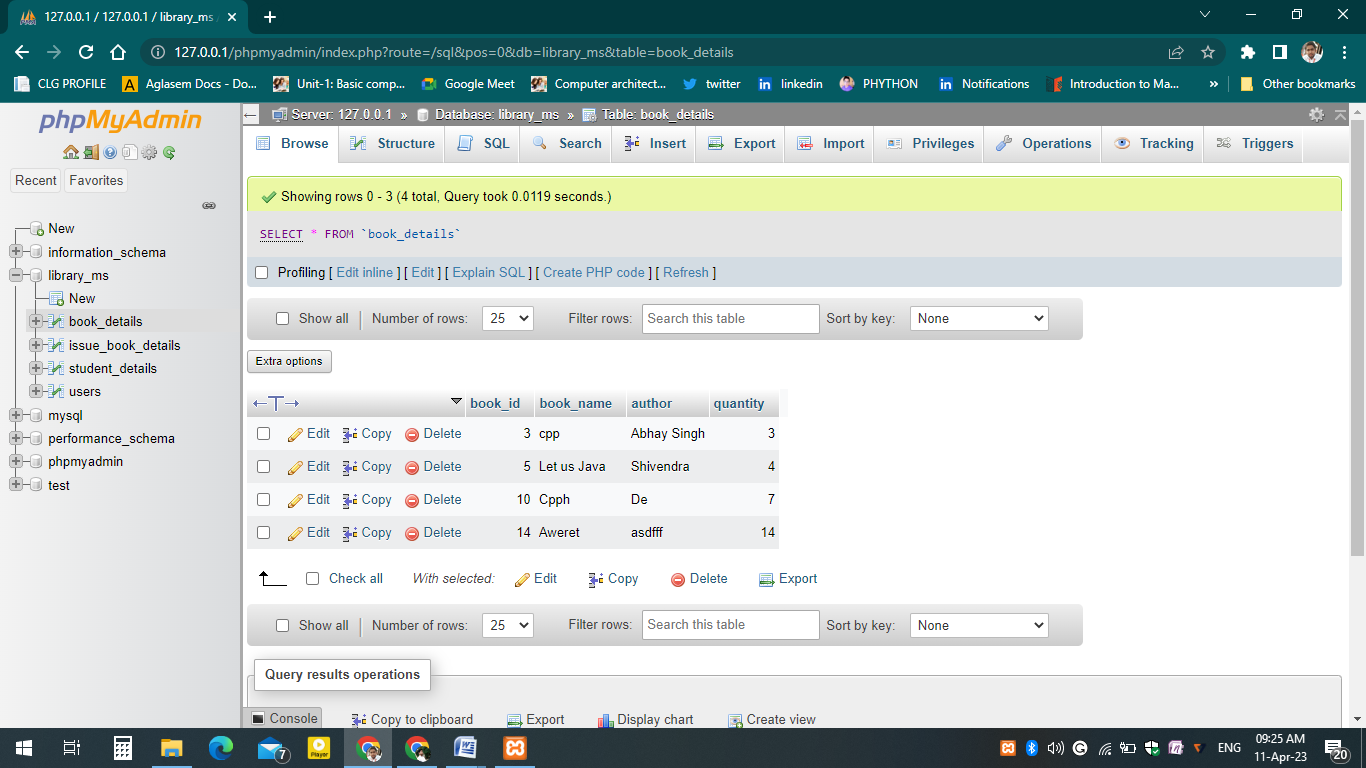 127.0.0.1 / 127.0.0.1 / library_ms
127.0.0.1/phpmyadmin/index.php?route=/sql&pos=0&db=library_ms&table=book_details
CLG PROFILE
Aglasem Docs - Do...
Unit-1: Basic comp...
Google Meet
Computer architect...
twitter
linkedin
PHYTHON
Notifications
Introduction to Ma...
»
Other bookmarks
phpMyAdmin
Recent
Favorites
New
information_schema
library_ms
New
book_details
issue_book_details
student_details
users
mysql
performance_schema
phpmyadmin
test
Server: 127.0.0.1 » Database: library_ms » Table: book_details
Browse Structure SQL Search Insert Export Import Privileges Operations Tracking Triggers
Showing rows 0 - 3 (4 total, Query took 0.0119 seconds.)
SELECT * FROM `book_details`
Profiling [ Edit inline ] [ Edit ] [ Explain SQL ] [ Create PHP code ] [ Refresh ]
Show all | Number of rows: 25 Filter rows: Search this table Sort by key: None
Extra options
book_id book_name author quantity
Edit Copy Delete 3 cpp Abhay Singh 3
Edit Copy Delete 5 Let us Java Shivendra 4
Edit Copy Delete 10 Cpph De 7
Edit Copy Delete 14 Aweret asdfff 14
Check all With selected: Edit Copy Delete Export
Show all | Number of rows: 25 Filter rows: Search this table Sort by key: None
Query results operations
Console
Copy to clipboard Export Display chart Create view
7
Player
ENG
09:25 AM
11-Apr-23
20